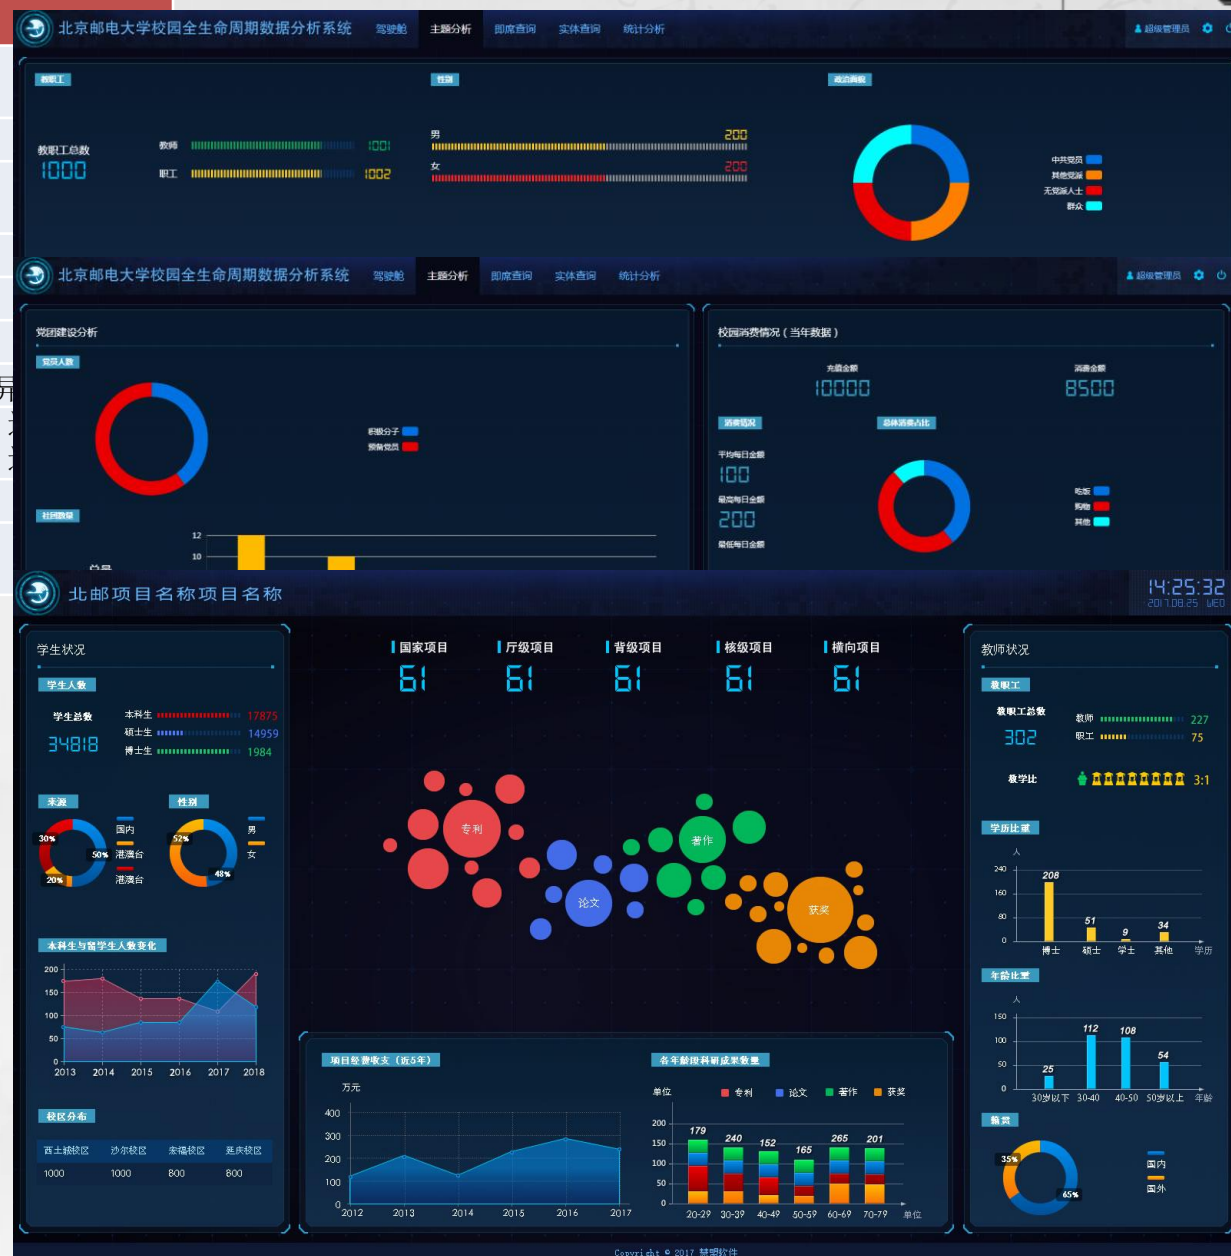 北京邮电大学校园全生命周期数据分析系统 驾驶舱 主题分析 即席查询 实体查询 统计分析 超级管理员
教职工 性别 政治面貌
教职工总数
1000
教师 1001
职工 1002
男 200
女 200
中共党员
其他党派
无党派人士
群众
北京邮电大学校园全生命周期数据分析系统 驾驶舱 主题分析 即席查询 实体查询 统计分析 超级管理员
党团建设分析
党员人数
积极分子
预备党员
社团数量
12
10
校园消费情况（当年数据）
充值金额 消费金额
10000 8500
消费情况 总体消费占比
平均每日金额
100
最高每日金额
200
最低每日金额
吃饭
购物
其他
北邮项目名称项目名称
14:25:32
2017.08.25 WED
学生状况
学生人数
学生总数
34818
本科生 17875
硕士生 14959
博士生 1984
来源 性别
30% 50% 20%
国内
港澳台
港澳台
52% 48%
男
女
本科生与留学生人数变化
200
150
100
50
0
2013 2014 2015 2016 2017 2018
校区分布
西土城校区 沙尔校区 宏福校区 延庆校区
1000 1000 800 800
国家项目 厅级项目 背级项目 核级项目 横向项目
61 61 61 61 61
专利
论文
著作
获奖
项目经费收支（近5年）
万元
400
300
200
100
0
2012 2013 2014 2015 2016 2017
各年龄段科研成果数量
单位 专利 论文 著作 获奖
200
150
100
50
0
179 240 152 165 265 201
20-29 30-39 40-49 50-59 60-69 70-79 单位
教师状况
教职工
教职工总数
302
教师 227
职工 75
教学比 3:1
学历比重
人
240
160
80
0
208 51 9 34
博士 硕士 学士 其他 学历
年龄比重
人
150
100
50
0
25 112 108 54
30岁以下 30-40 40-50 50岁以上 年龄
籍贯
35% 65%
国内
国外
Copyright © 2017 慧盟软件